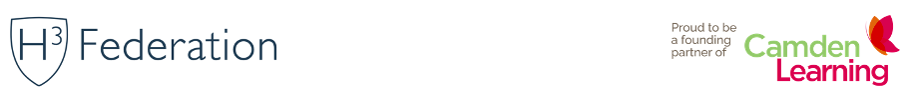 H³ Federation
Proud to be
a founding
partner of
Camden
Learning